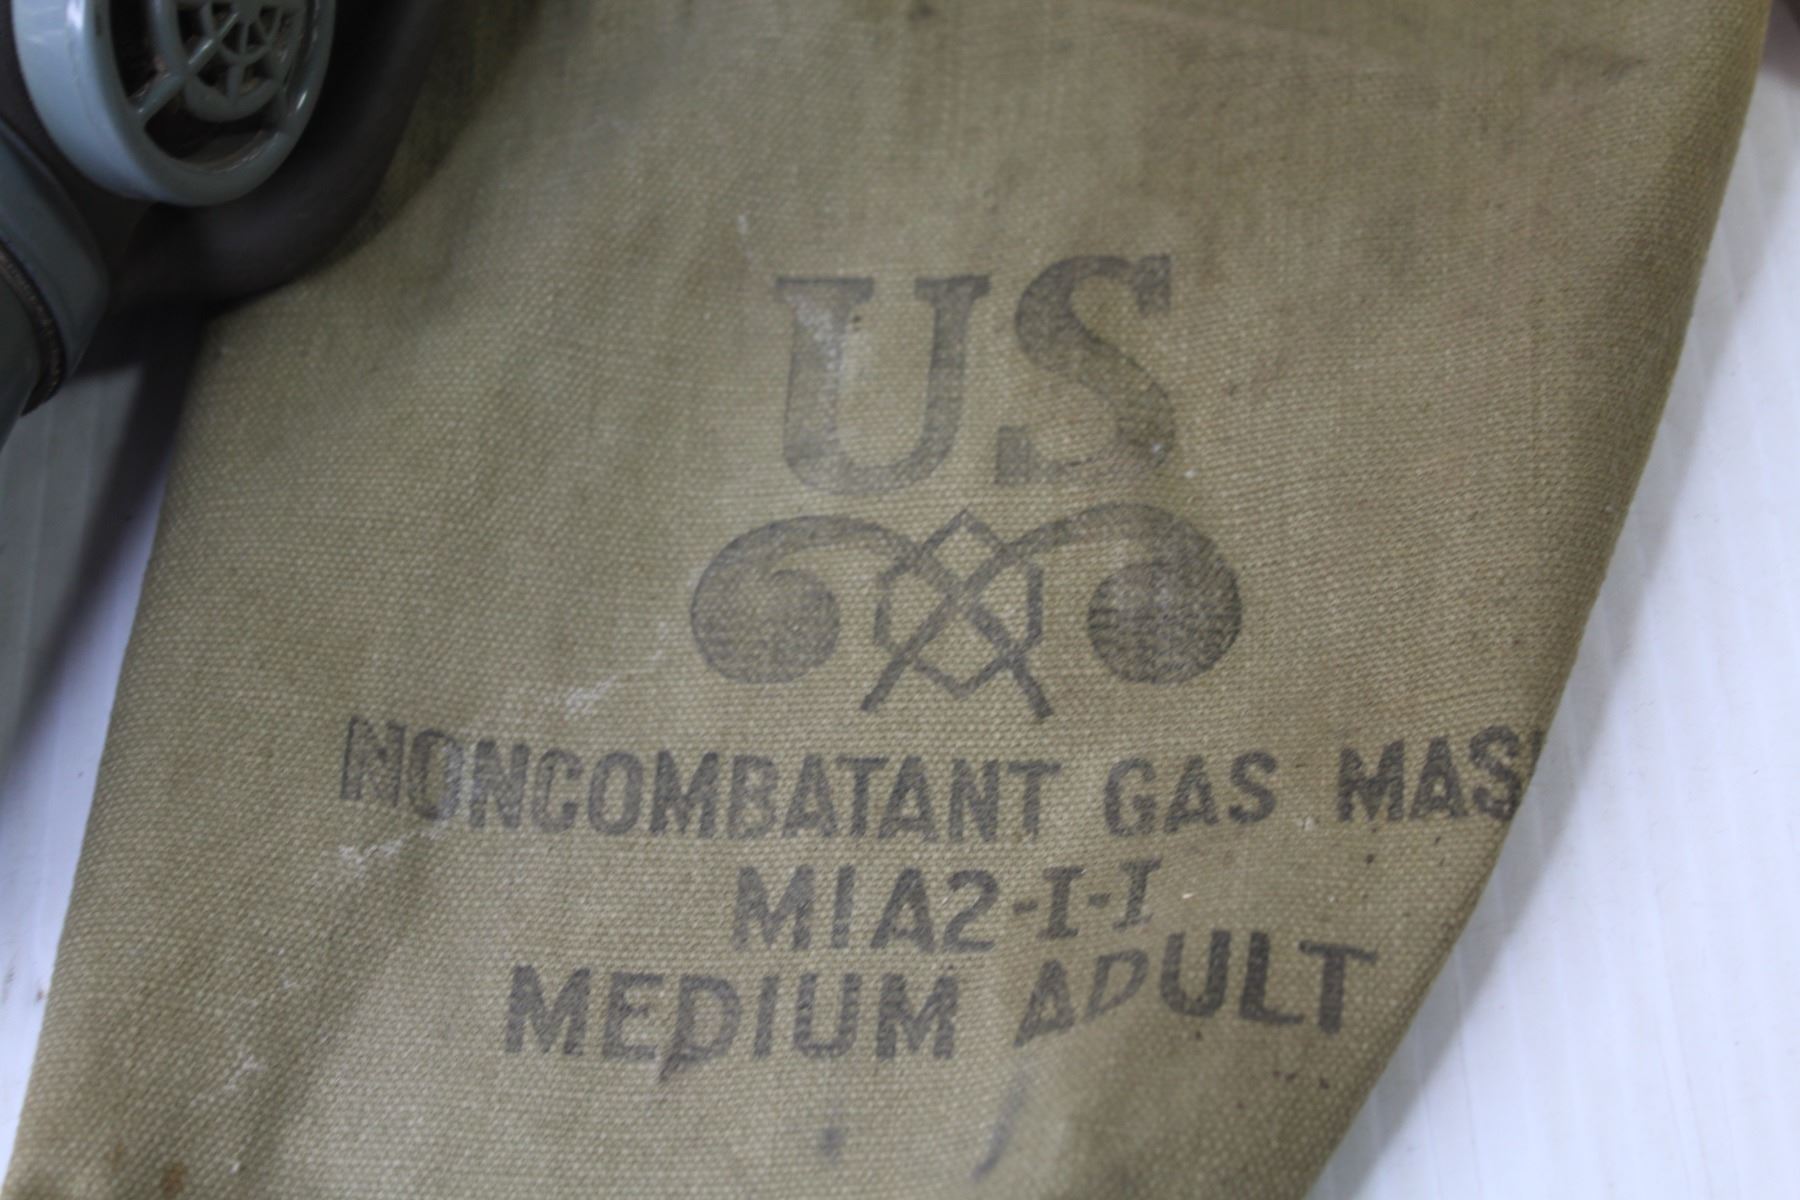 US
NONCOMBATANT GAS MAS
M1A2-I-I
MEDIUM ADULT